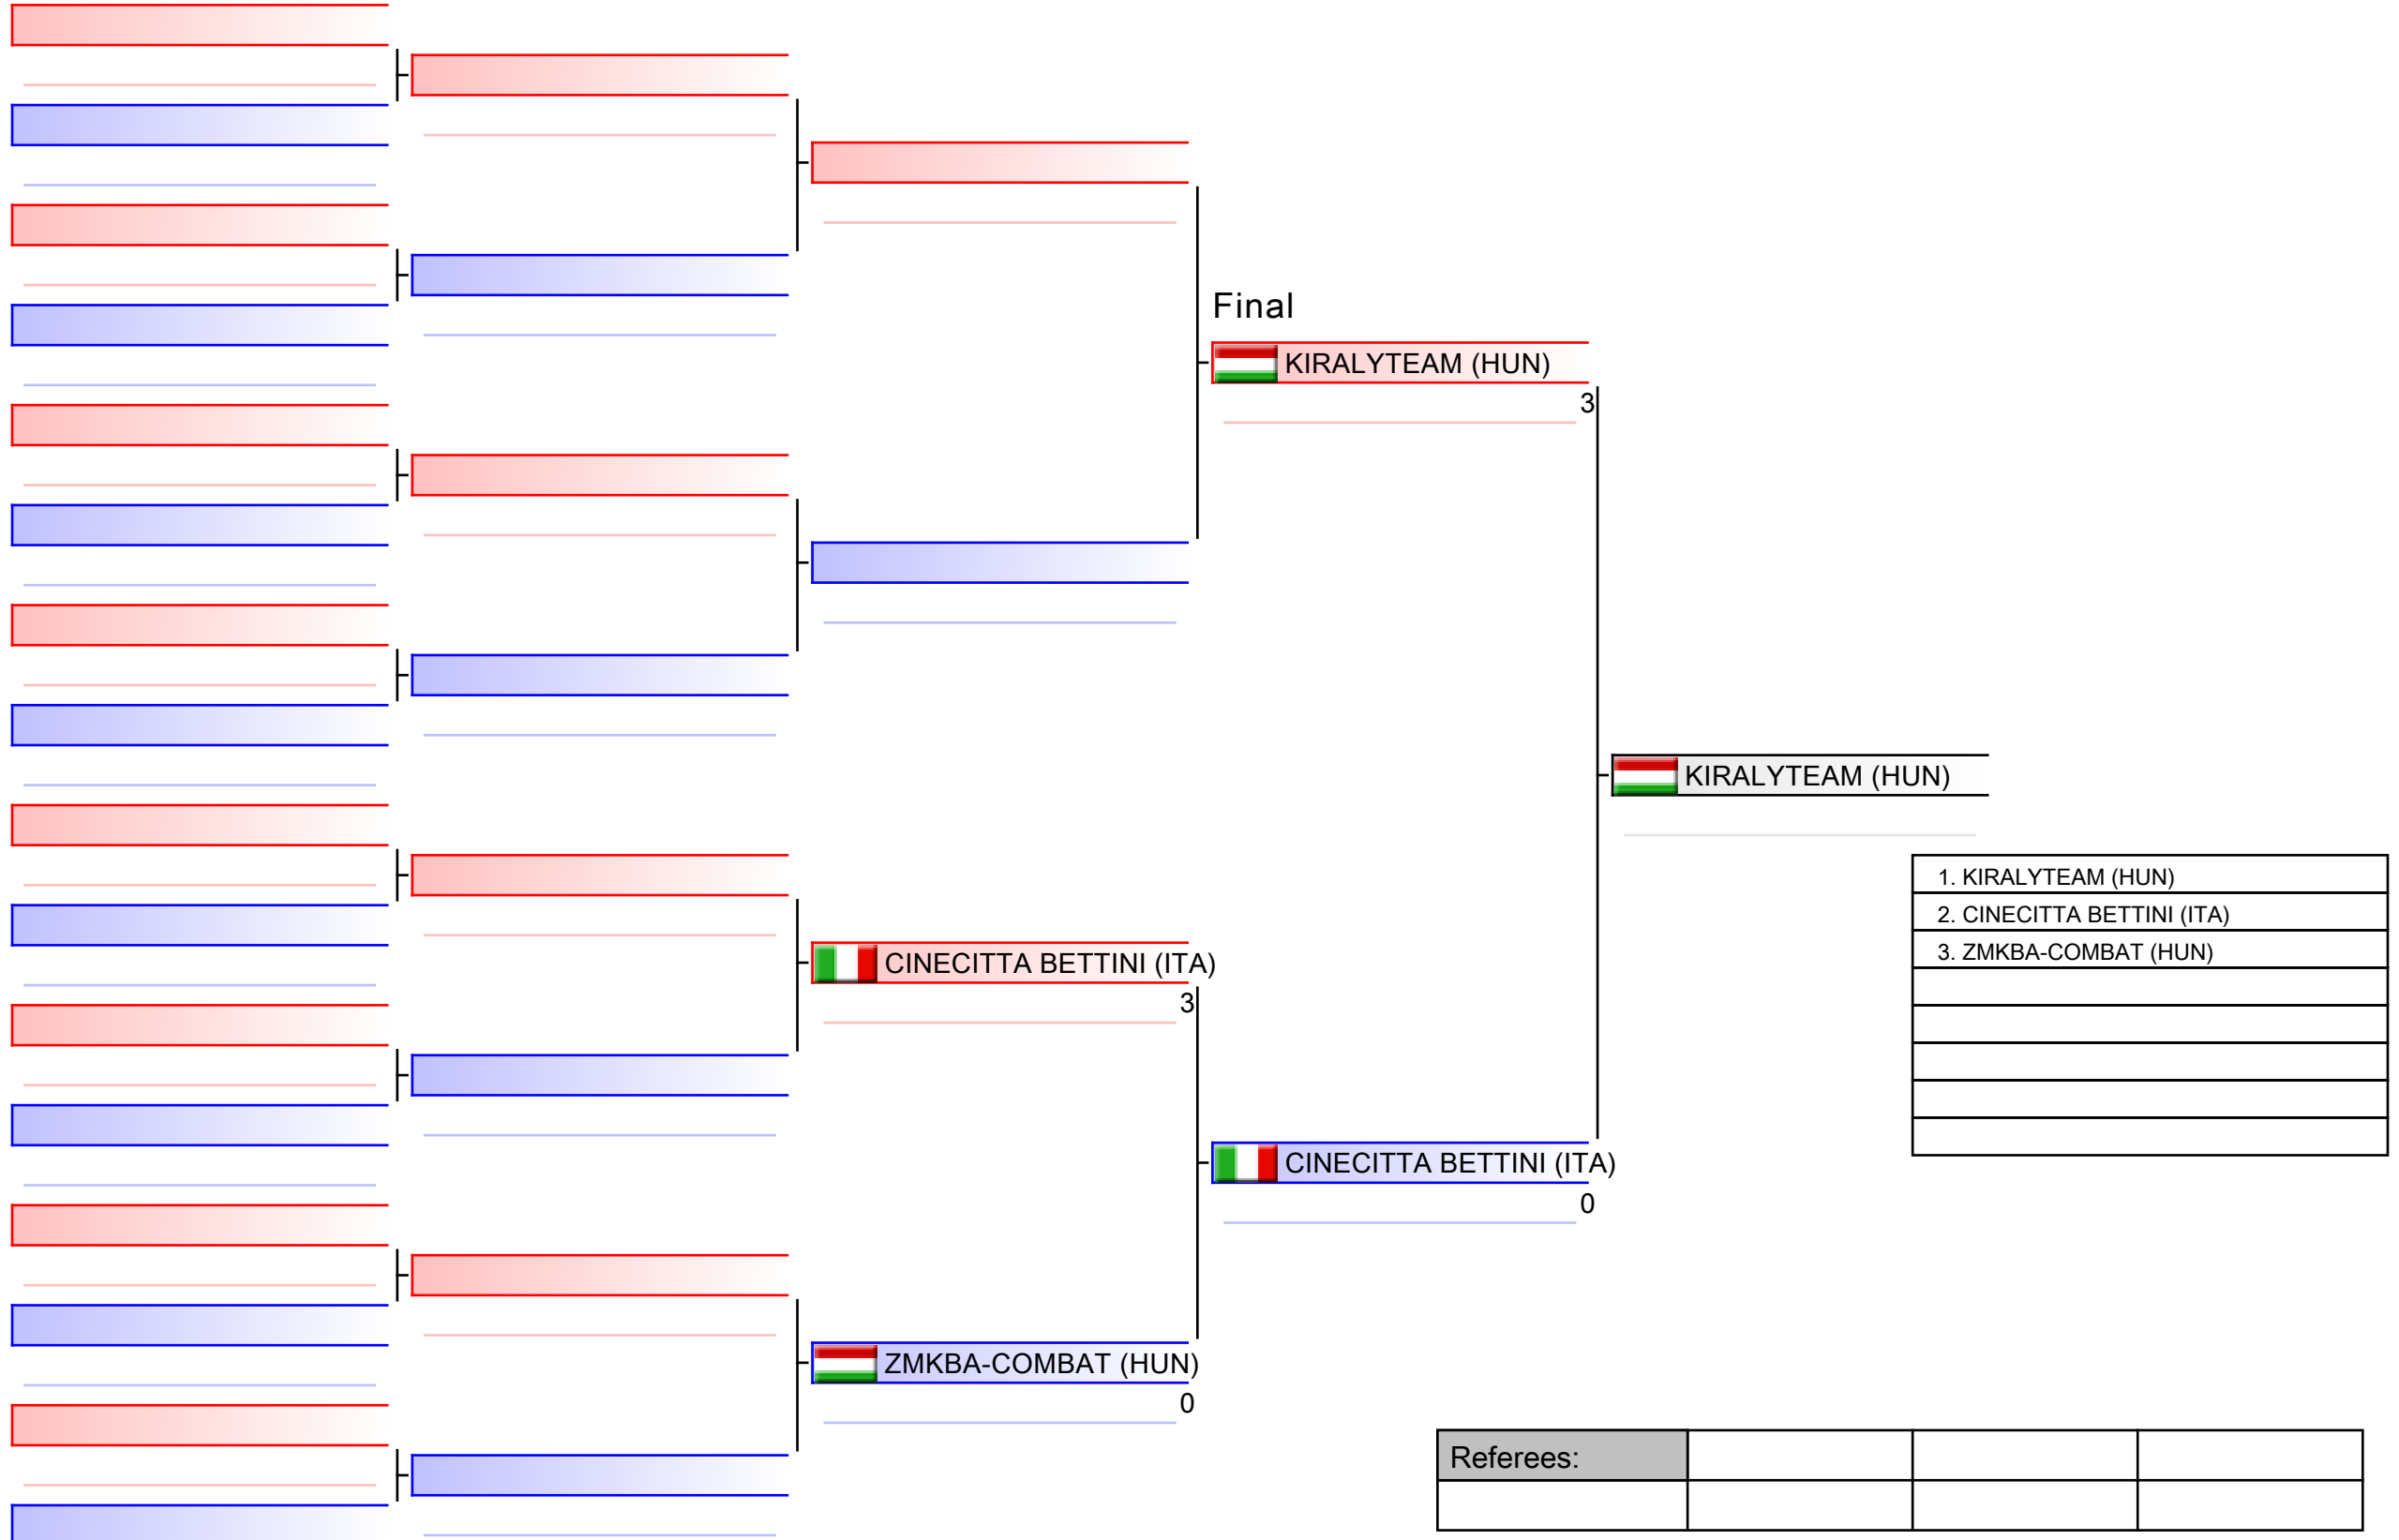 Final
KIRALYTEAM (HUN)
3
KIRALYTEAM (HUN)
1. KIRALYTEAM (HUN)
2. CINECITTA BETTINI (ITA)
3. ZMKBA-COMBAT (HUN)
CINECITTA BETTINI (ITA)
3
CINECITTA BETTINI (ITA)
0
ZMKBA-COMBAT (HUN)
0
Referees: